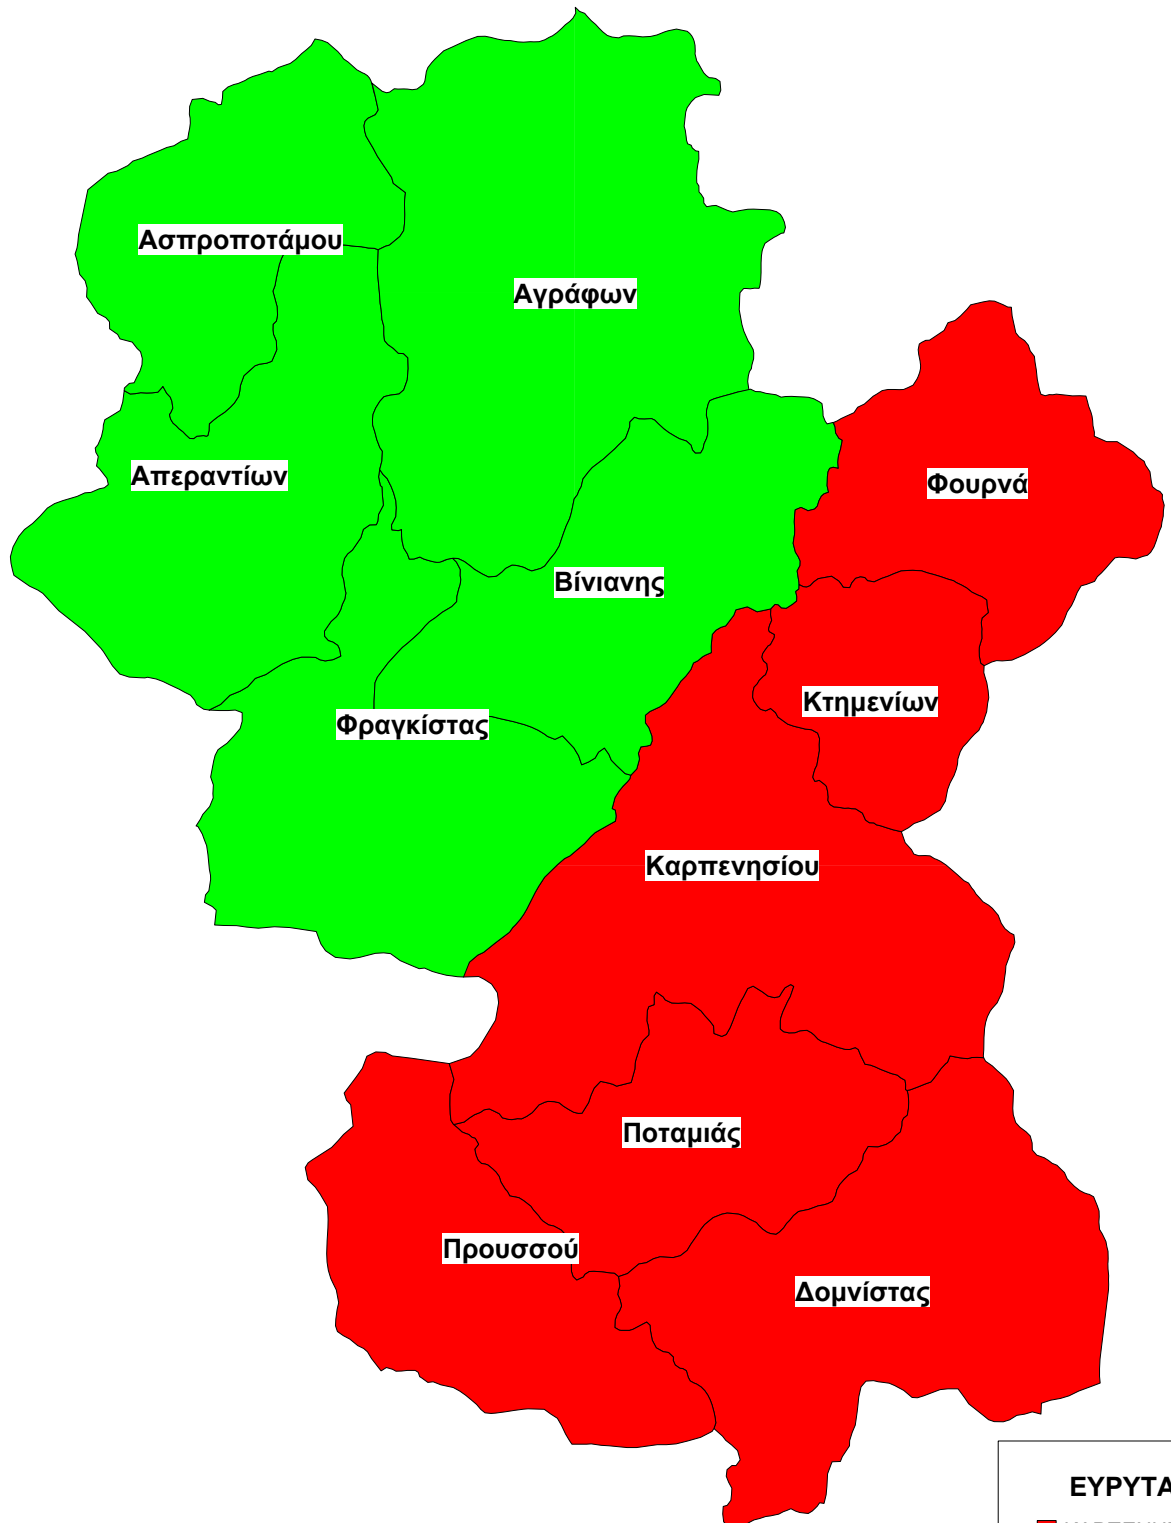 Ασπροποτάμου
Αγράφων
Απεραντίων
Φουρνά
Βίνιανης
Κτημενίων
Φραγκίστας
Καρπενησίου
Ποταμιάς
Προυσσού
Δομνίστας
ΕΥΡΥΤΑ